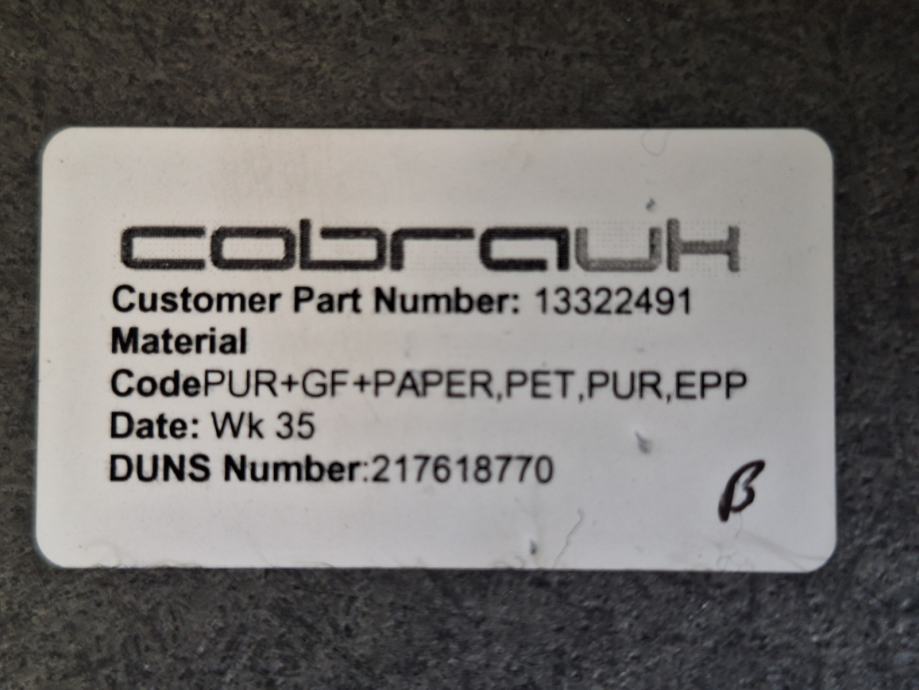 cobrauk
Customer Part Number: 13322491
Material
CodePUR+GF+PAPER,PET,PUR,EPP
Date: Wk 35
DUNS Number:217618770
β